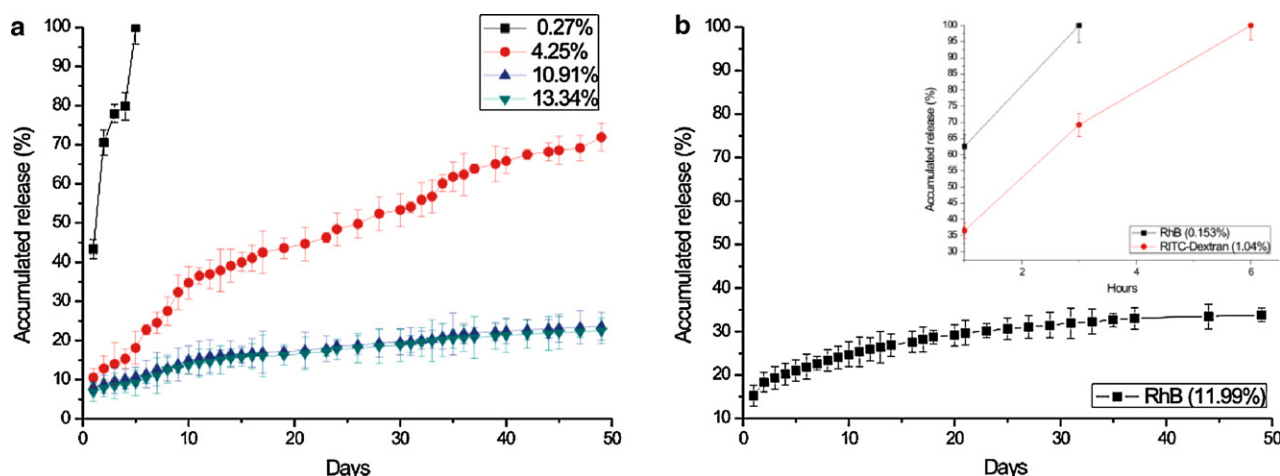 a
Accumulated release (%)
100
90
80
70
60
50
40
30
20
10
0
0.27%
4.25%
10.91%
13.34%
0 10 20 30 40 50
Days
b
Accumulated release (%)
100
90
80
70
60
50
40
30
20
10
Accumulated release (%)
100
95
90
85
80
75
70
65
60
55
50
45
40
35
30
RhB (0.153%)
RITC-Dextran (1.04%)
2 4 6
Hours
RhB (11.99%)
0 10 20 30 40 50
Days